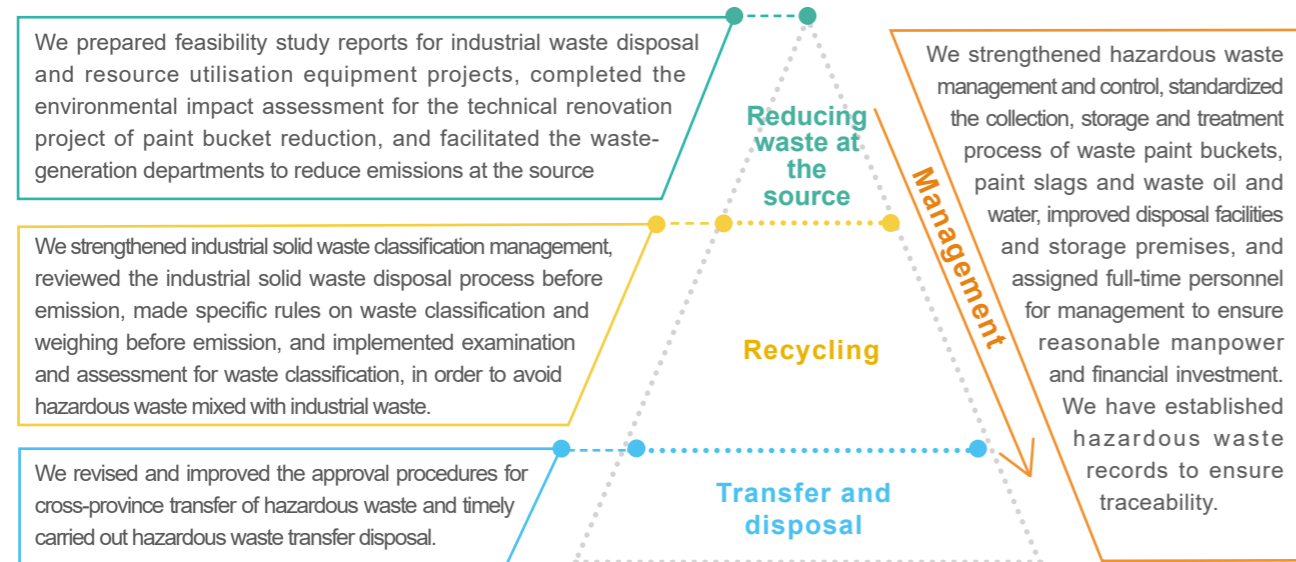 We prepared feasibility study reports for industrial waste disposal
and resource utilisation equipment projects, completed the
environmental impact assessment for the technical renovation
project of paint bucket reduction, and facilitated the waste-
generation departments to reduce emissions at the source
We strengthened industrial solid waste classification management,
reviewed the industrial solid waste disposal process before
emission, made specific rules on waste classification and
weighing before emission, and implemented examination
and assessment for waste classification, in order to avoid
hazardous waste mixed with industrial waste.
We revised and improved the approval procedures for
cross-province transfer of hazardous waste and timely
carried out hazardous waste transfer disposal.
Reducing
waste at
the
source
Recycling
Transfer and
disposal
Management
We strengthened hazardous waste
management and control, standardized
the collection, storage and treatment
process of waste paint buckets,
paint slags and waste oil and
water, improved disposal facilities
and storage premises, and
assigned full-time personnel
for management to ensure
reasonable manpower
and financial investment.
We have established
hazardous waste
records to ensure
traceability.